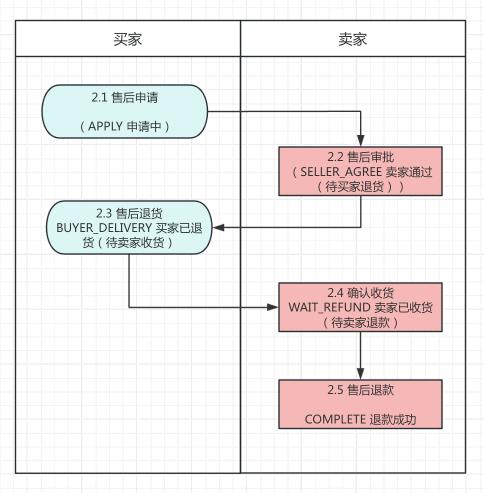 买家
卖家
2.1 售后申请
（ APPLY 申请中 ）
2.2 售后审批
（ SELLER_AGREE 卖家通过
（ 待买家退货 ） ）
2.3 售后退货
BUYER_DELIVERY 买家已退
货（ 待卖家收货 ）
2.4 确认收货
WAIT_REFUND 卖家已收货
（ 待卖家退款 ）
2.5 售后退款
COMPLETE 退款成功